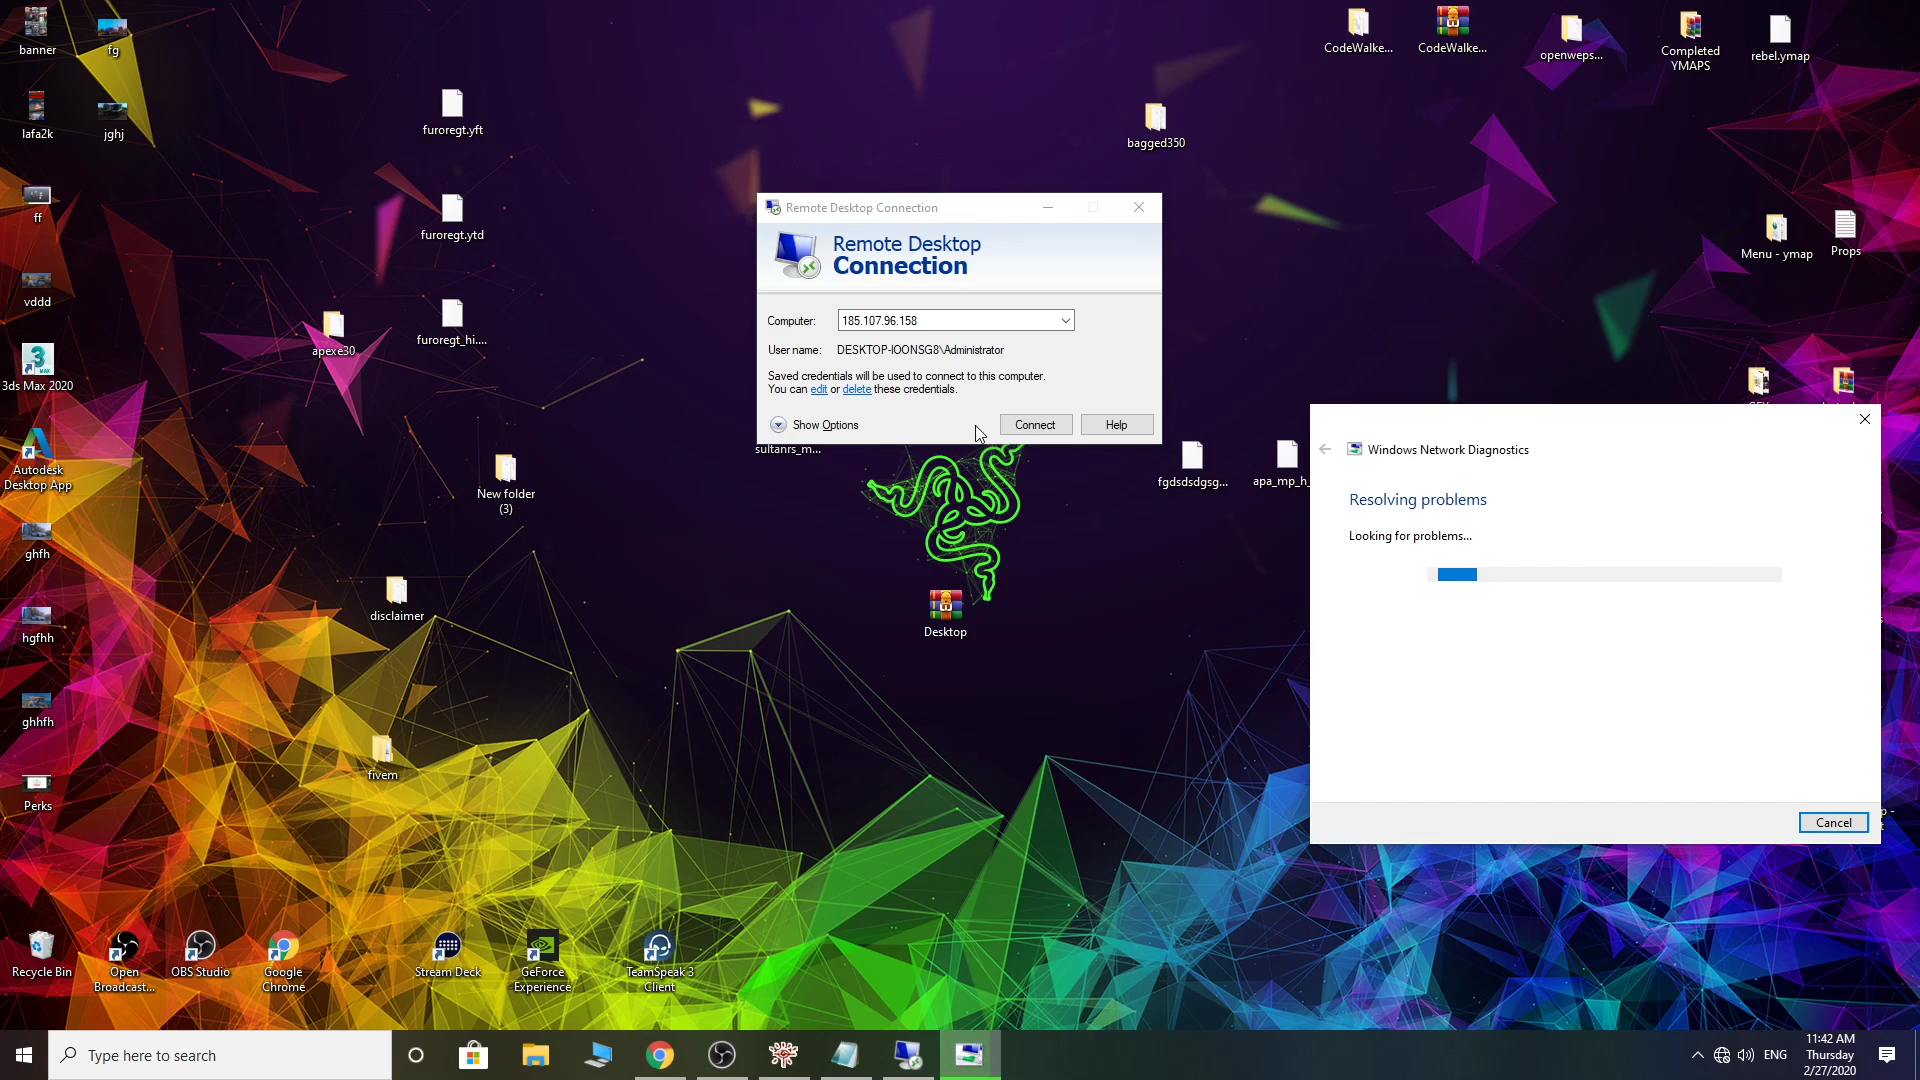 banner
fg
CodeWalke...
CodeWalke...
openweps...
Completed
YMAPS
rebel.ymap
lafa2k
jghj
furoregt.yft
bagged350
ff
furoregt.ytd
Menu - ymap
Props
vddd
apexe30
furoregt_hi....
3ds Max 2020
Remote Desktop Connection
Remote Desktop
Connection
Computer:
185.107.96.158
User name:
DESKTOP-IOONSG8\Administrator
Saved credentials will be used to connect to this computer.
You can edit or delete these credentials.
Show Options
Connect
Help
sultanrs_m...
Autodesk
Desktop App
New folder
(3)
fgdsdsdgsg...
apa_mp_h_
Windows Network Diagnostics
Resolving problems
Looking for problems...
Cancel
ghfh
disclaimer
Desktop
hgfhh
ghhfh
fivem
Perks
Recycle Bin
Open
Broadcast...
OBS Studio
Google
Chrome
Stream Deck
GeForce
Experience
TeamSpeak 3
Client
Type here to search
ENG
11:42 AM
Thursday
2/27/2020